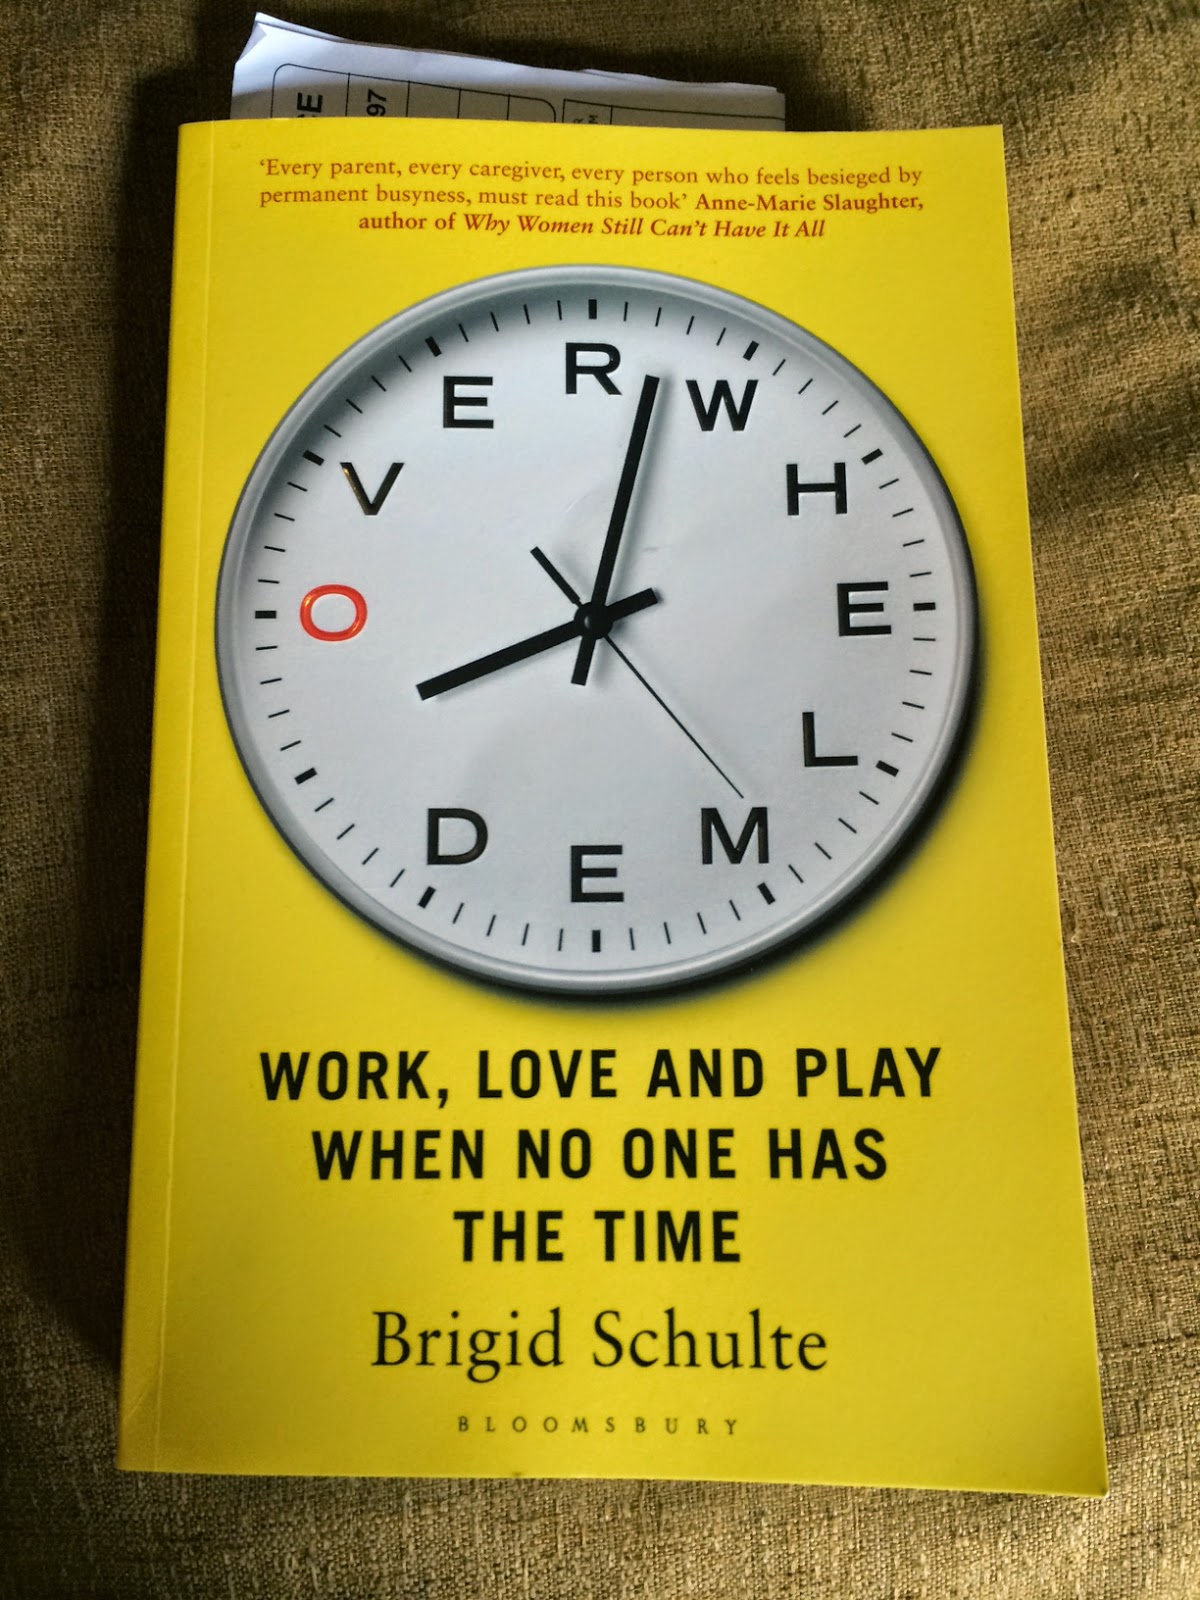 CE
97
'Every parent, every caregiver, every person who feels besieged by
permanent busyness, must read this book' Anne-Marie Slaughter,
author of Why Women Still Can't Have It All
OVERWHELMED
WORK, LOVE AND PLAY
WHEN NO ONE HAS
THE TIME
Brigid Schulte
BLOOMSBURY